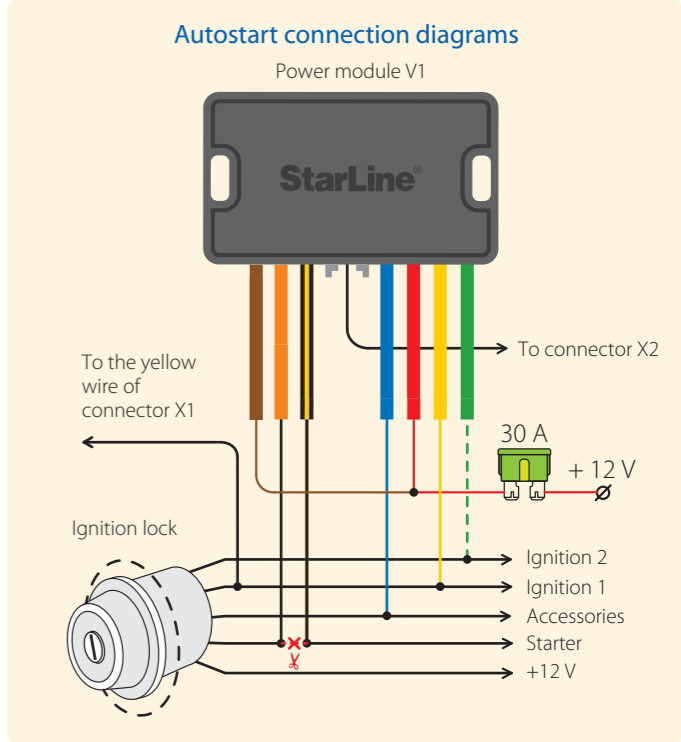 Autostart connection diagrams
Power module V1
StarLine®
To connector X2
To the yellow
wire of
connector X1
30 A
+ 12 V
Ignition lock
Ignition 2
Ignition 1
Accessories
Starter
+12 V